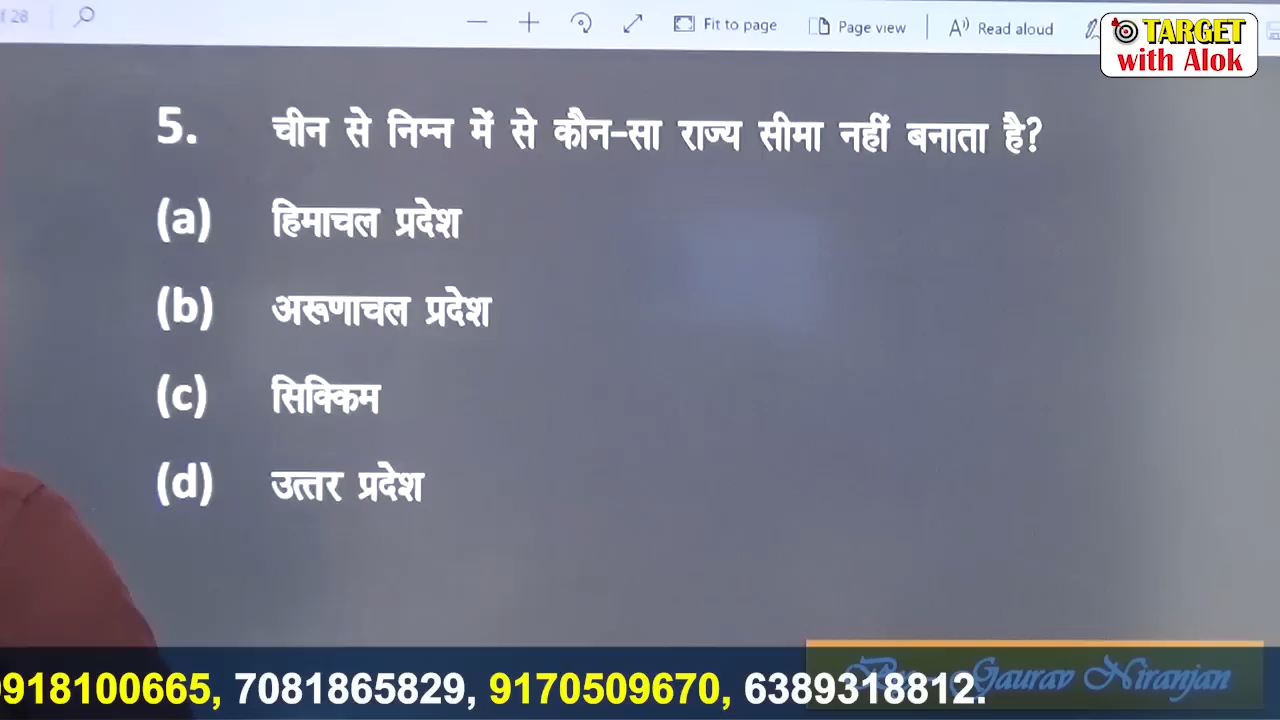 f 28
Fit to page
Page view
Read aloud
TARGET
with Alok
5. चीन से निम्न में से कौन-सा राज्य सीमा नहीं बनाता है?
(a) हिमाचल प्रदेश
(b) अरूणाचल प्रदेश
(c) सिक्किम
(d) उत्तर प्रदेश
Gaurav Niranjan
9918100665, 7081865829, 9170509670, 6389318812.